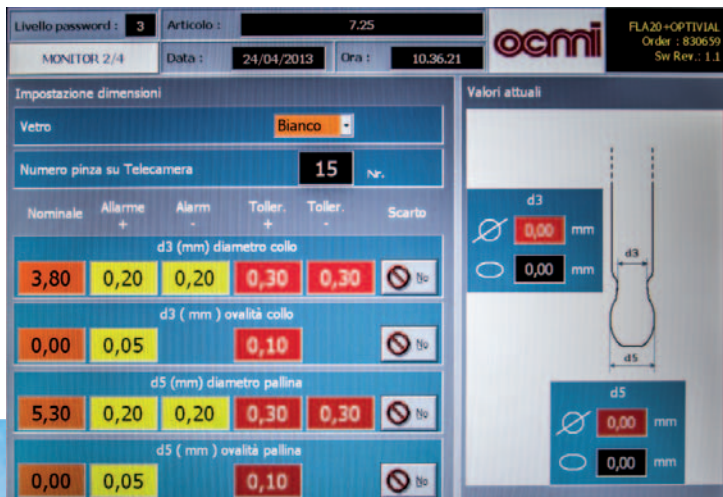 Livello password : 3 Articolo : 7.25
ocmi
FLA20+OPTIVIAL
Order : 830659
Sw Rev.: 1.1
MONITOR 2/4 Data : 24/04/2013 Ora : 10.36.21
Impostazione dimensioni
Vetro Bianco
Numero pinza su Telecamera 15 Nr.
Nominale Allarme + Alarm - Toller. + Toller. - Scarto
d3 (mm) diametro collo
3,80 0,20 0,20 0,30 0,30 No
d3 ( mm ) ovalità collo
0,00 0,05 0,10 No
d5 (mm) diametro pallina
5,30 0,20 0,20 0,30 0,30 No
d5 ( mm ) ovalità pallina
0,00 0,05 0,10 No
Valori attuali
d3
0,00 mm
0,00 mm
d3
d5
d5
0,00 mm
0,00 mm